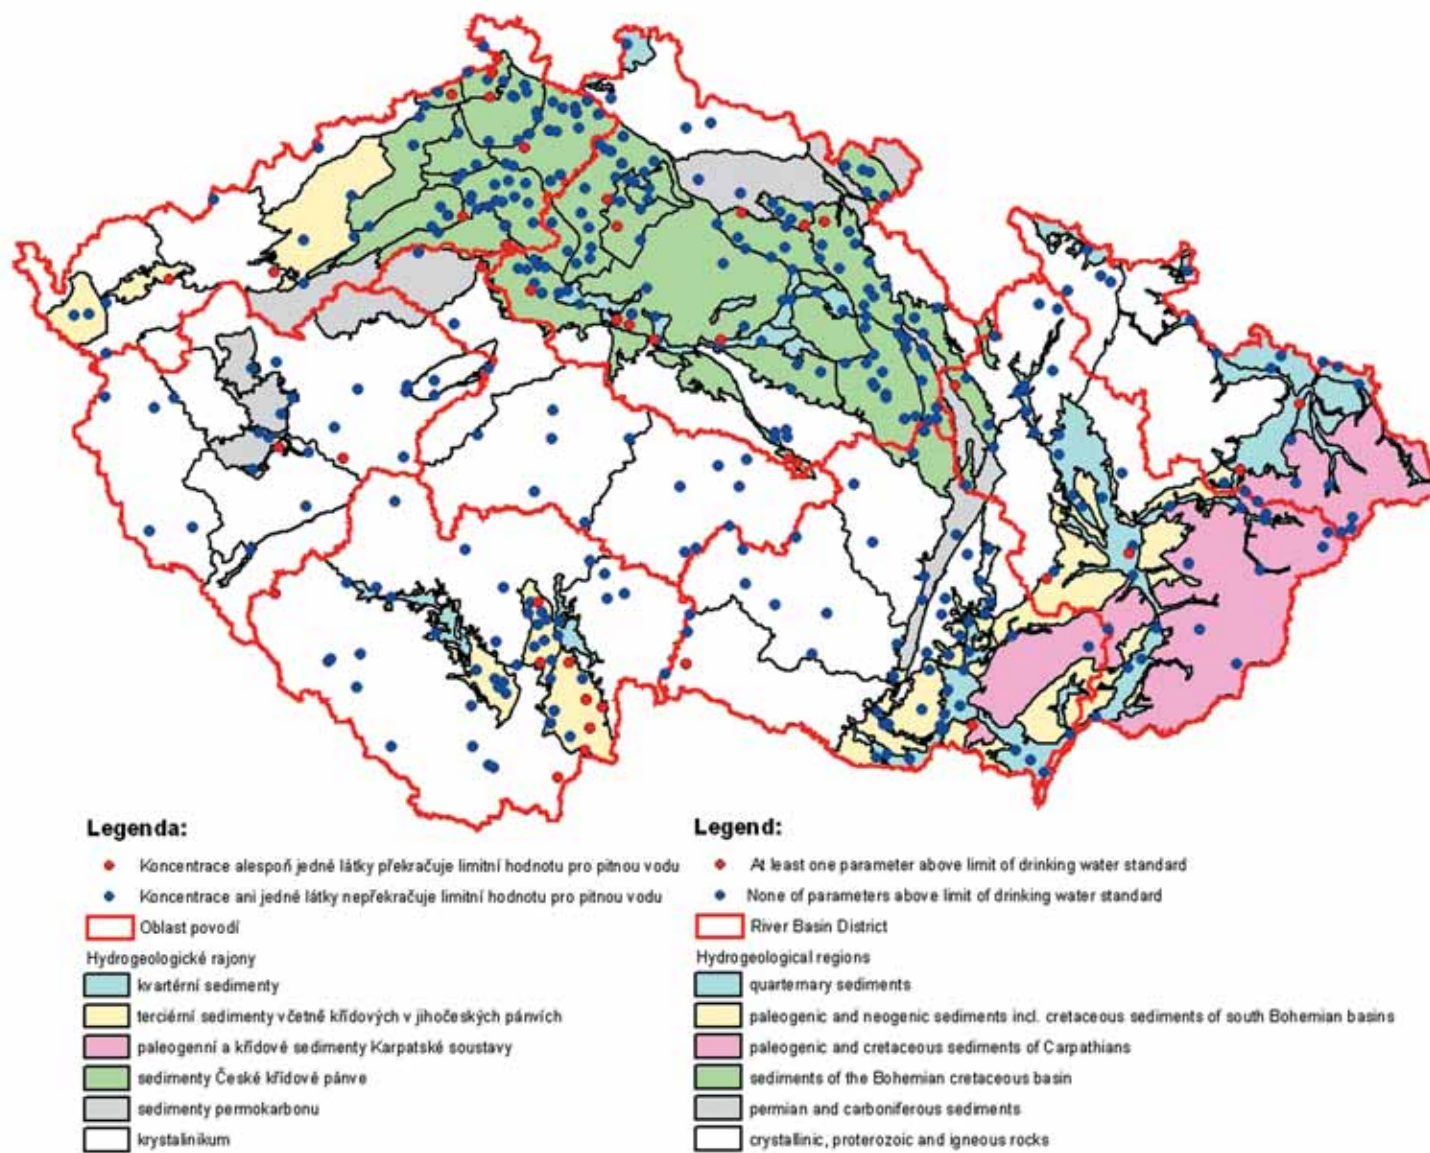 Legenda:
Koncentrace alespoň jedné látky překračuje limitní hodnotu pro pitnou vodu
Koncentrace ani jedné látky nepřekračuje limitní hodnotu pro pitnou vodu
Oblast povodí
Hydrogeologické rajony
kvartérní sedimenty
terciérní sedimenty včetně křídových v jihočeských pánvích
paleogenní a křídové sedimenty Karpatské soustavy
sedimenty České křídové pánve
sedimenty permokarbonu
krystalinikum
Legend:
At least one parameter above limit of drinking water standard
None of parameters above limit of drinking water standard
River Basin District
Hydrogeological regions
quarternary sediments
paleogenic and neogenic sediments incl. cretaceous sediments of south Bohemian basins
paleogenic and cretaceous sediments of Carpathians
sediments of the Bohemian cretaceous basin
permian and carboniferous sediments
crystallinic, proterozoic and igneous rocks